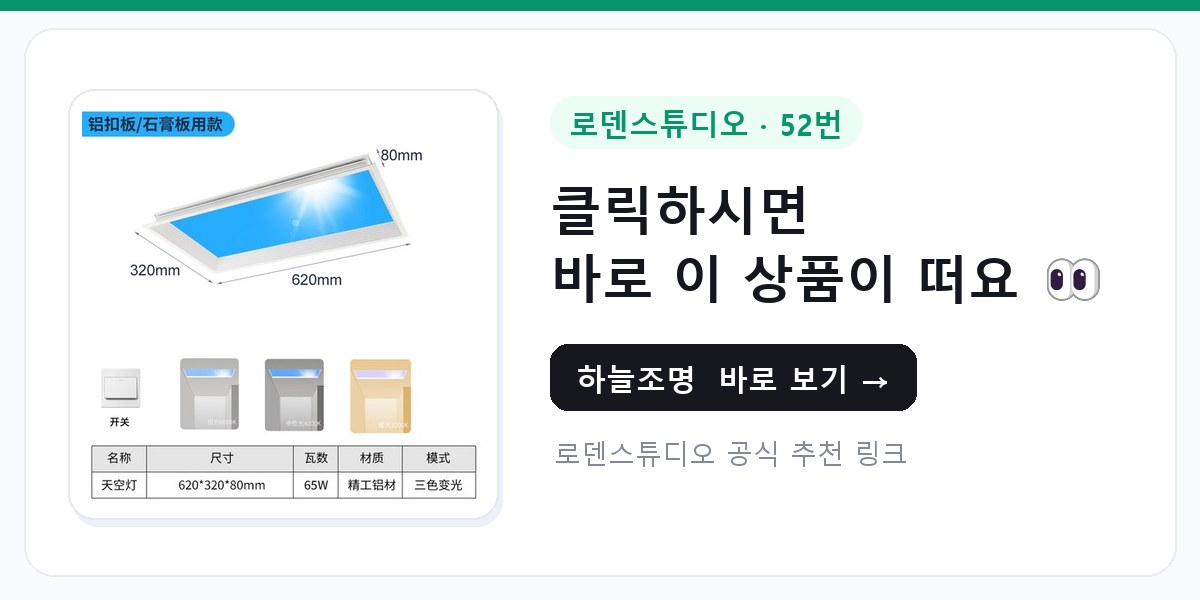 铝扣板/石膏板用款
80mm
320mm
620mm
开关
名称 尺寸 瓦数 材质 模式
天空灯 620*320*80mm 65W 精工铝材 三色变光
로덴스튜디오 · 52번
클릭하시면
바로 이 상품이 떠요 👀
하늘조명 바로 보기 →
로덴스튜디오 공식 추천 링크